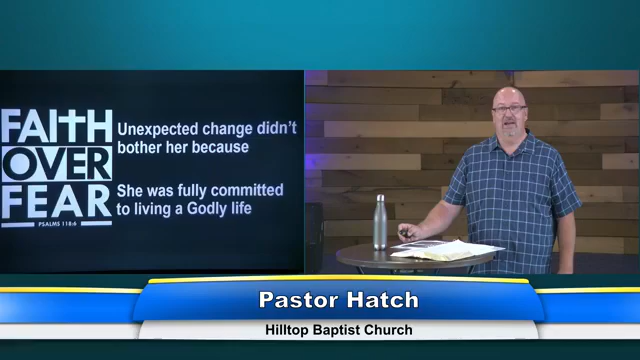 FAITH
OVER
FEAR
PSALMS 118:6
Unexpected change didn't
bother her because
She was fully committed
to living a Godly life
Pastor Hatch
Hilltop Baptist Church